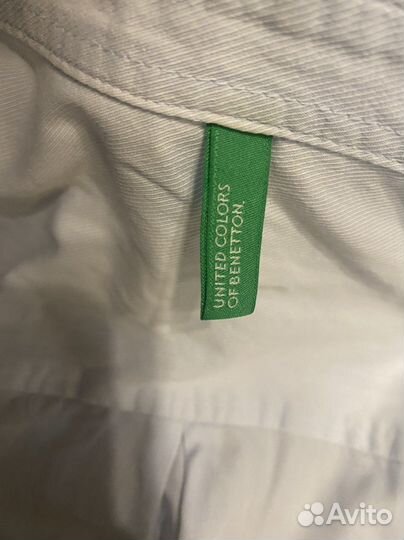 UNITED COLORS
OF BENETTON.
Avito